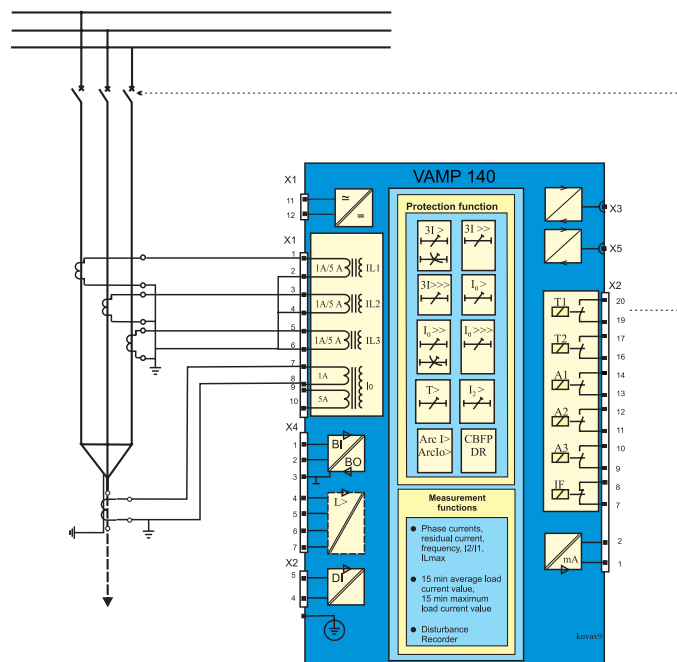 VAMP 140
X1
11
12
X1
1
2
3
4
5
6
7
8
9
10
1A/5 A
IL1
1A/5 A
IL2
1A/5 A
IL3
1A
5A
I0
X4
1
2
3
BI
BO
4
5
6
7
L>
X2
5
4
DI
Protection function
3I >
3I >>
3I>>>
I0>
I0>>
I0>>>
T>
I2>
Arc I>
ArcIo>
CBFP
DR
Measurement
functions
● Phase currents,
residual current,
frequency, I2/I1,
ILmax
● 15 min average load
current value,
15 min maximum
load current value
● Disturbance
Recorder
X3
X5
X2
T1
20
19
T2
17
16
A1
14
13
A2
12
11
A3
10
9
IF
8
7
mA
2
1
kuvax9